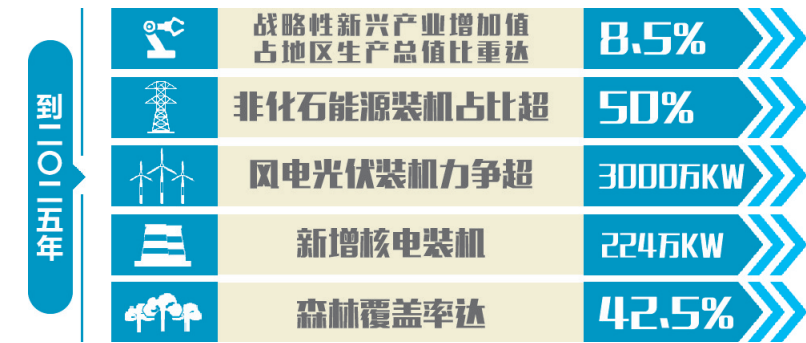 到二〇二五年
战略性新兴产业增加值
占地区生产总值比重达
8.5%
非化石能源装机占比超
50%
风电光伏装机力争超
3000万KW
新增核电装机
224万KW
森林覆盖率达
42.5%